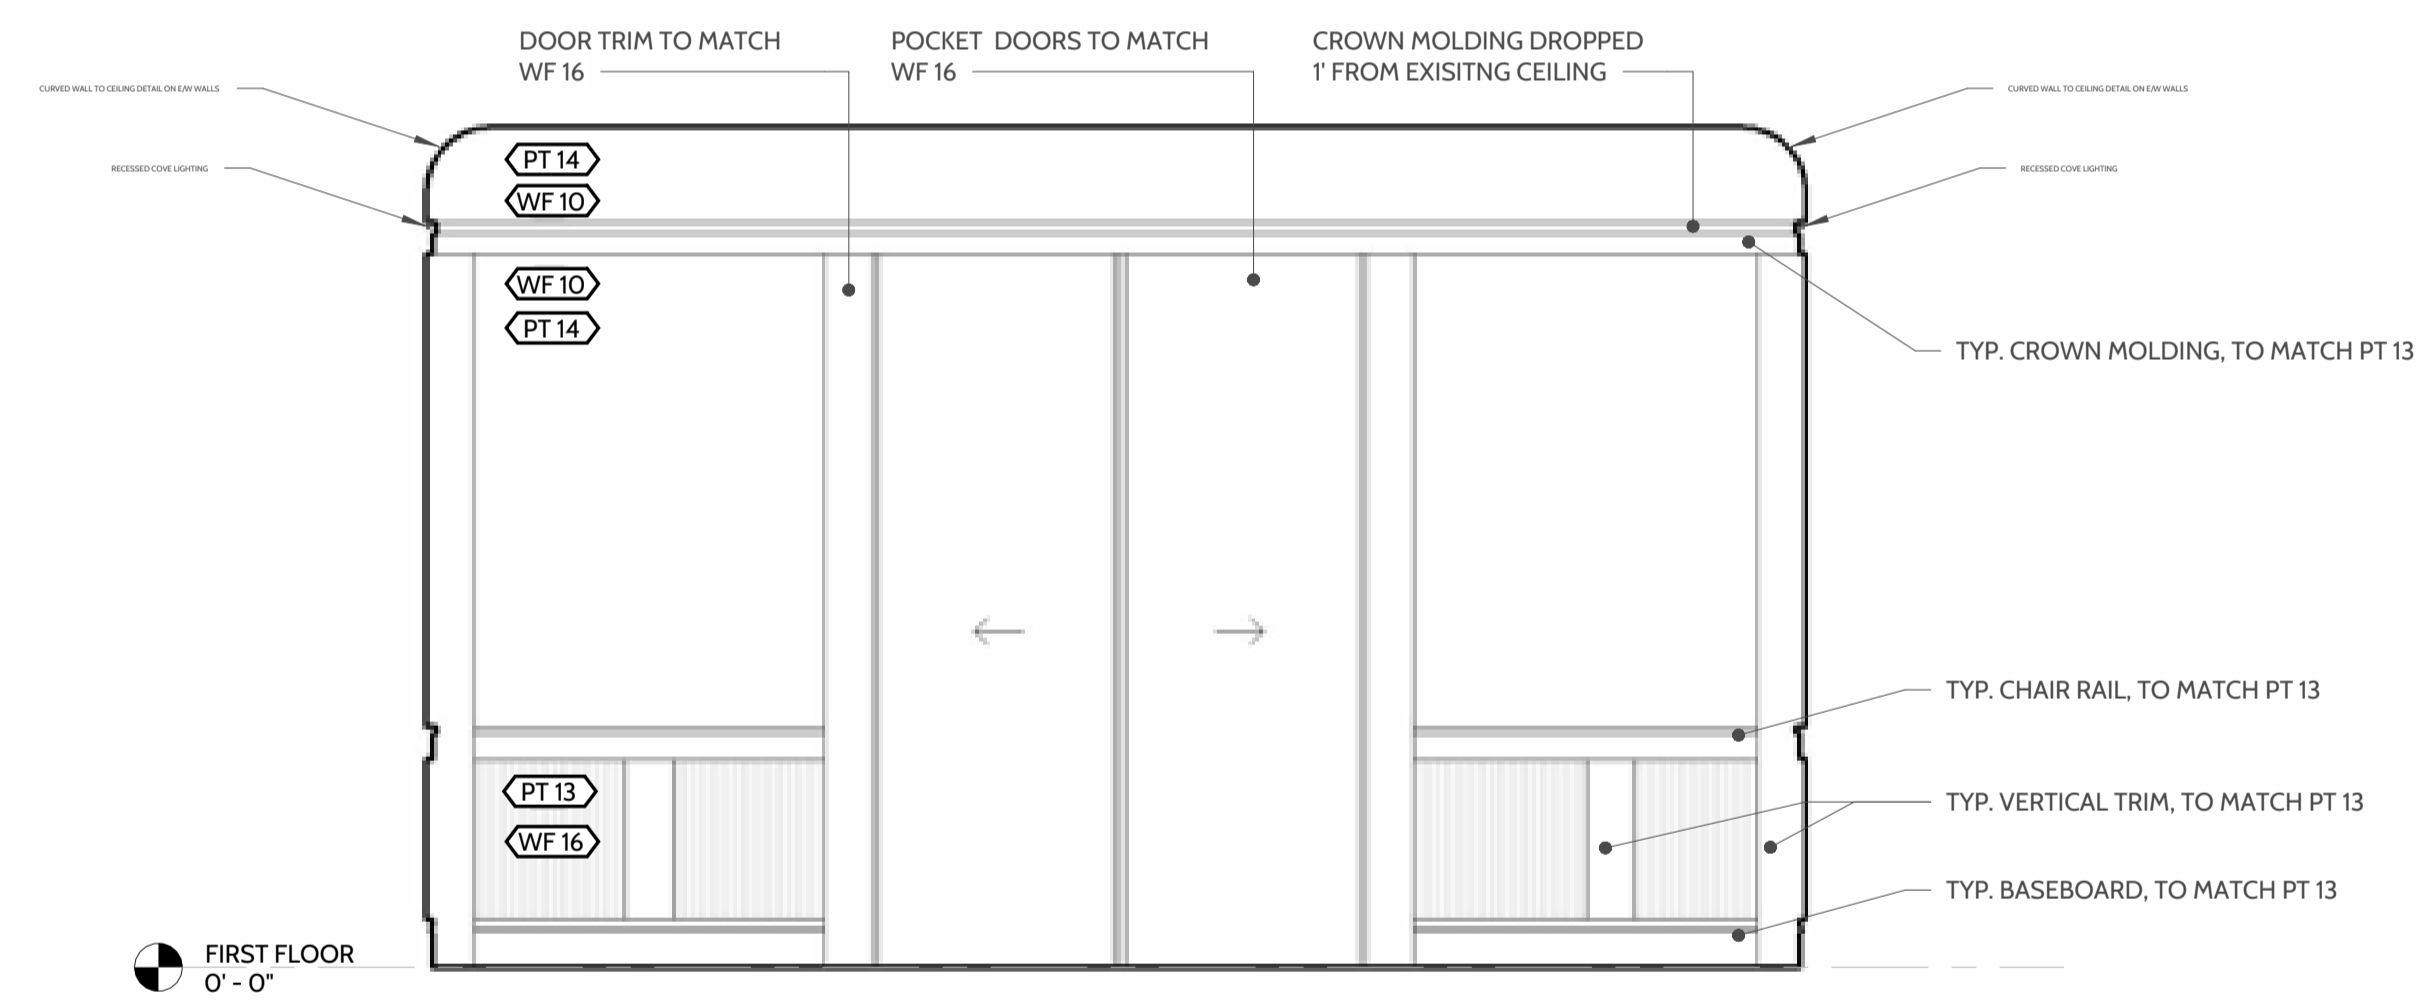 DOOR TRIM TO MATCH
WF 16
POCKET DOORS TO MATCH
WF 16
CROWN MOLDING DROPPED
1' FROM EXISITNG CEILING
CURVED WALL TO CEILING DETAIL ON E/W WALLS
CURVED WALL TO CEILING DETAIL ON E/W WALLS
RECESSED COVE LIGHTING
RECESSED COVE LIGHTING
PT 14
WF 10
WF 10
PT 14
TYP. CROWN MOLDING, TO MATCH PT 13
TYP. CHAIR RAIL, TO MATCH PT 13
PT 13
WF 16
TYP. VERTICAL TRIM, TO MATCH PT 13
TYP. BASEBOARD, TO MATCH PT 13
FIRST FLOOR
0' - 0"